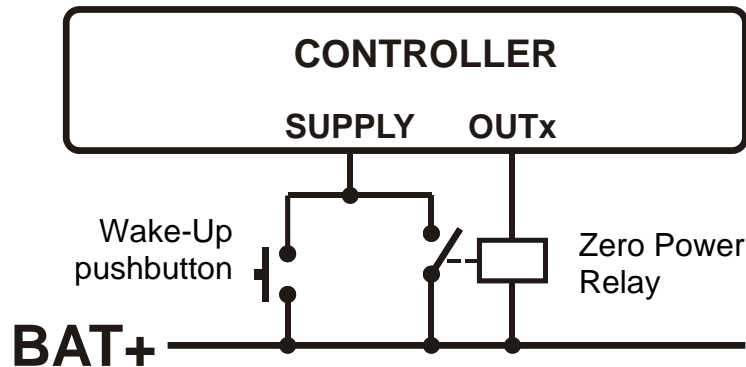 CONTROLLER
SUPPLY OUTx
Wake-Up
pushbutton
Zero Power
Relay
BAT+